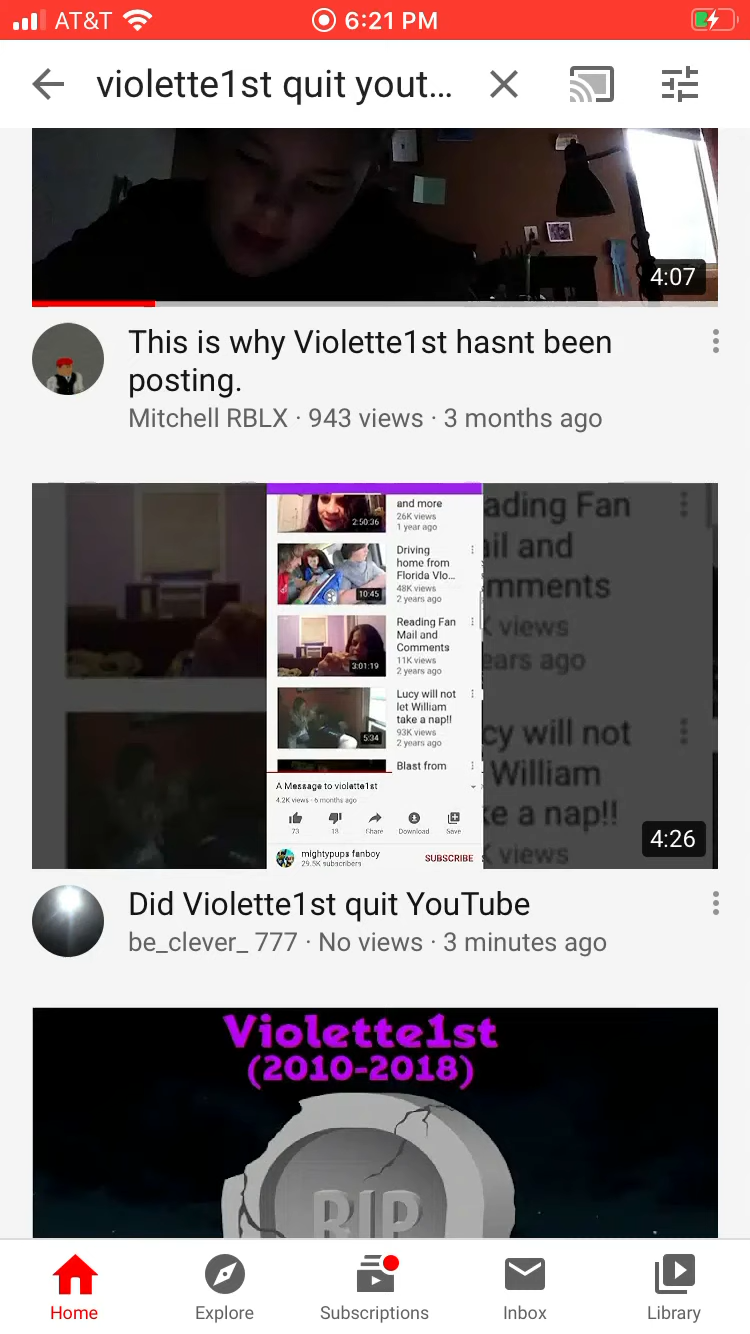 AT&T 6:21 PM
violette1st quit yout...
4:07
This is why Violette1st hasnt been
posting.
Mitchell RBLX · 943 views · 3 months ago
and more
26K views
1 year ago
2:50:36
Driving
home from
Florida Vlo...
48K views
2 years ago
10:45
Reading Fan
Mail and
Comments
11K views
2 years ago
3:01:19
Lucy will not
let William
take a nap!!
93K views
2 years ago
5:34
Blast from
A Message to violette1st
4.2K views · 6 months ago
73
13
Share
Download
Save
mightypups fanboy
29.5K subscribers
SUBSCRIBE
ading Fan
il and
mments
views
ears ago
cy will not
William
e a nap!!
views
4:26
Did Violette1st quit YouTube
be_clever_ 777 · No views · 3 minutes ago
Violette1st
(2010-2018)
RIP
Home
Explore
Subscriptions
Inbox
Library